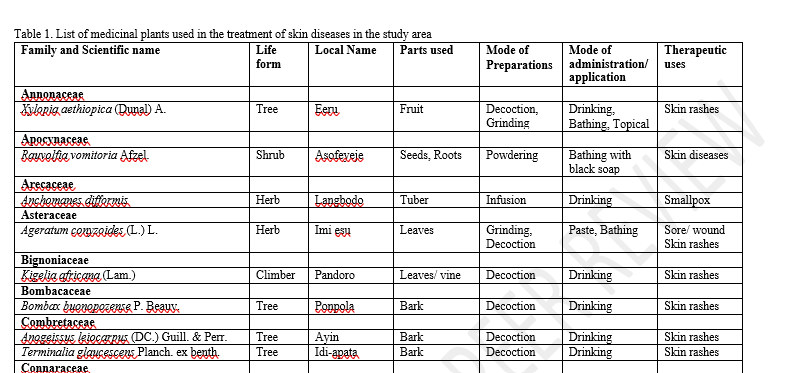 Table 1. List of medicinal plants used in the treatment of skin diseases in the study area
Family and Scientific name Life form Local Name Parts used Mode of Preparations Mode of administration/ application Therapeutic uses
Annonaceae
Xylopia aethiopica (Dunal) A. Tree Eeru Fruit Decoction, Grinding Drinking, Bathing, Topical Skin rashes
Apocynaceae
Rauvolfia vomitoria Afzel. Shrub Asofeyeje Seeds, Roots Powdering Bathing with black soap Skin diseases
Arecaceae
Anchomanes difformis Herb Langbodo Tuber Infusion Drinking Smallpox
Asteraceae
Ageratum conyzoides (L.) L. Herb Imi esu Leaves Grinding, Decoction Paste, Bathing Sore/ wound Skin rashes
Bignoniaceae
Kigelia africana (Lam.) Climber Pandoro Leaves/ vine Decoction Drinking Skin rashes
Bombacaceae
Bombax buonopozense P. Beauv. Tree Ponpola Bark Decoction Drinking Skin rashes
Combretaceae
Anogeissus leiocarpus (DC.) Guill. & Perr. Tree Ayin Bark Decoction Drinking Skin rashes
Terminalia glaucescens Planch. ex benth. Tree Idi-apata Bark Decoction Drinking Skin rashes
Connaraceae
PEER REVIEW